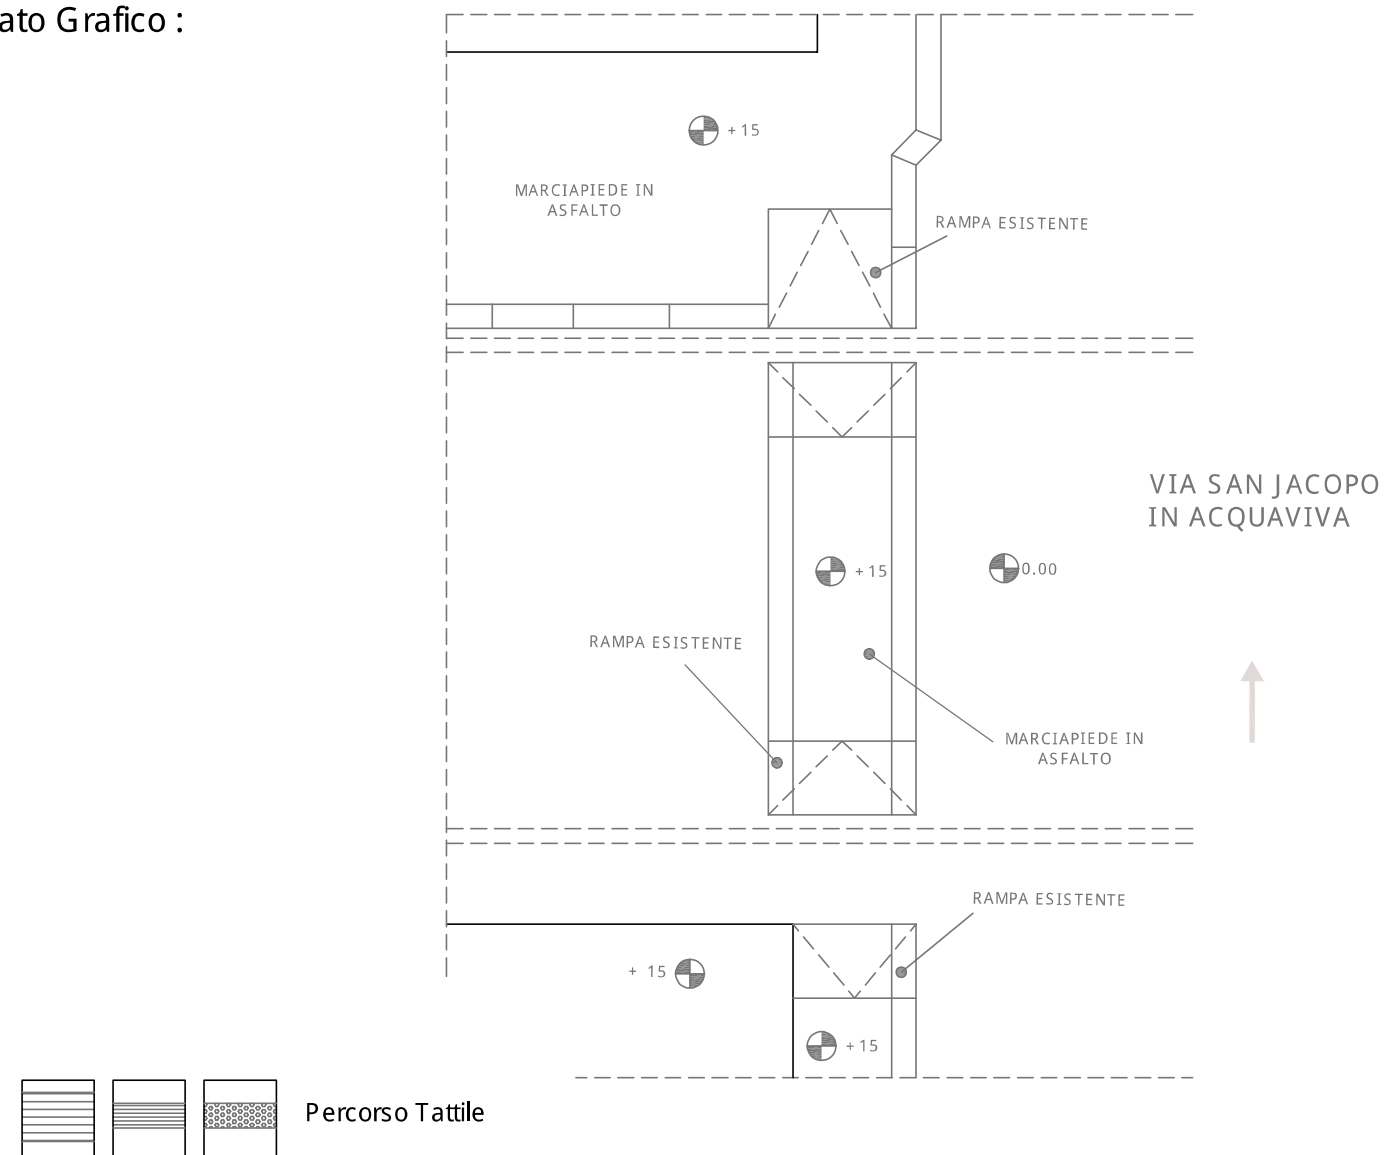 ato Grafico :
+15
MARCIAPIEDE IN
ASFALTO
RAMPA ESISTENTE
VIA SAN JACOPO
IN ACQUAVIVA
+15
0.00
RAMPA ESISTENTE
MARCIAPIEDE IN
ASFALTO
RAMPA ESISTENTE
+ 15
+15
Percorso Tattile